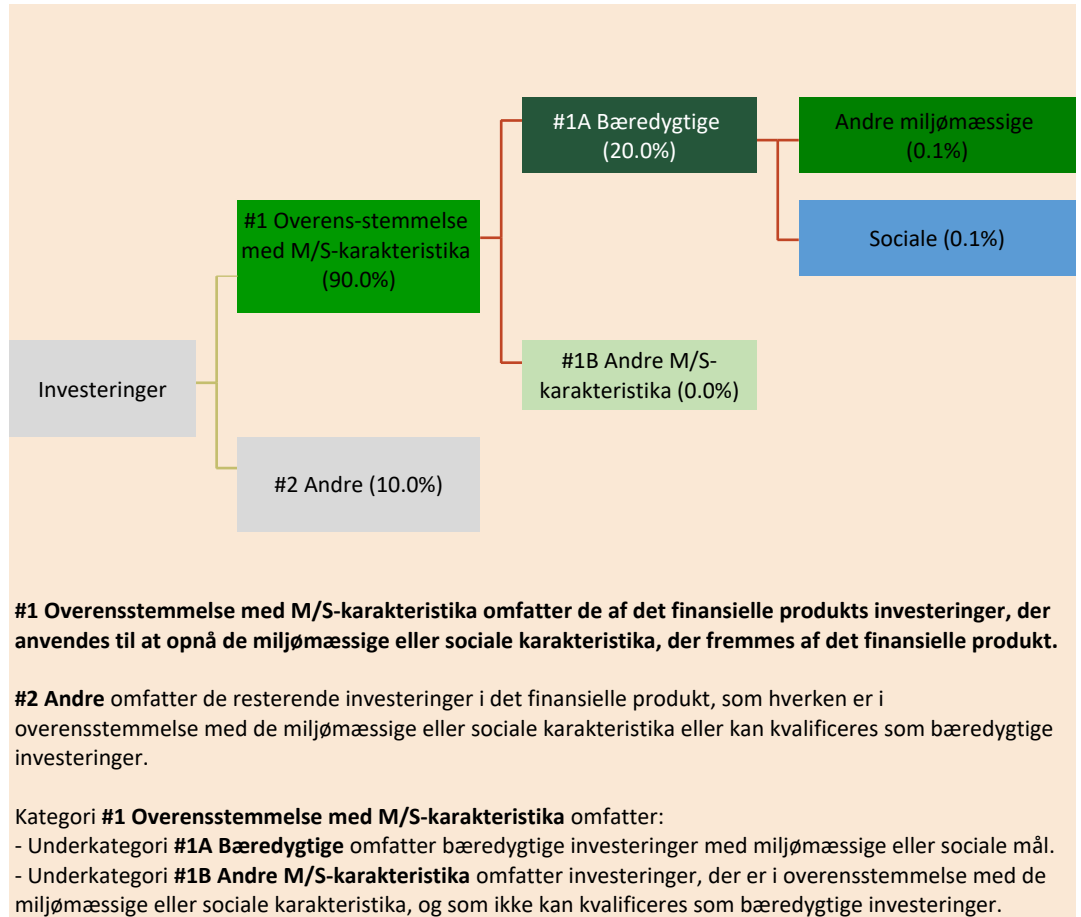 #1A Bæredygtige
(20.0%)
Andre miljømæssige
(0.1%)
#1 Overens-stemmelse
med M/S-karakteristika
(90.0%)
Sociale (0.1%)
Investeringer
#1B Andre M/S-
karakteristika (0.0%)
#2 Andre (10.0%)
#1 Overensstemmelse med M/S-karakteristika omfatter de af det finansielle produkts investeringer, der
anvendes til at opnå de miljømæssige eller sociale karakteristika, der fremmes af det finansielle produkt.
#2 Andre omfatter de resterende investeringer i det finansielle produkt, som hverken er i
overensstemmelse med de miljømæssige eller sociale karakteristika eller kan kvalificeres som bæredygtige
investeringer.
Kategori #1 Overensstemmelse med M/S-karakteristika omfatter:
- Underkategori #1A Bæredygtige omfatter bæredygtige investeringer med miljømæssige eller sociale mål.
- Underkategori #1B Andre M/S-karakteristika omfatter investeringer, der er i overensstemmelse med de
miljømæssige eller sociale karakteristika, og som ikke kan kvalificeres som bæredygtige investeringer.